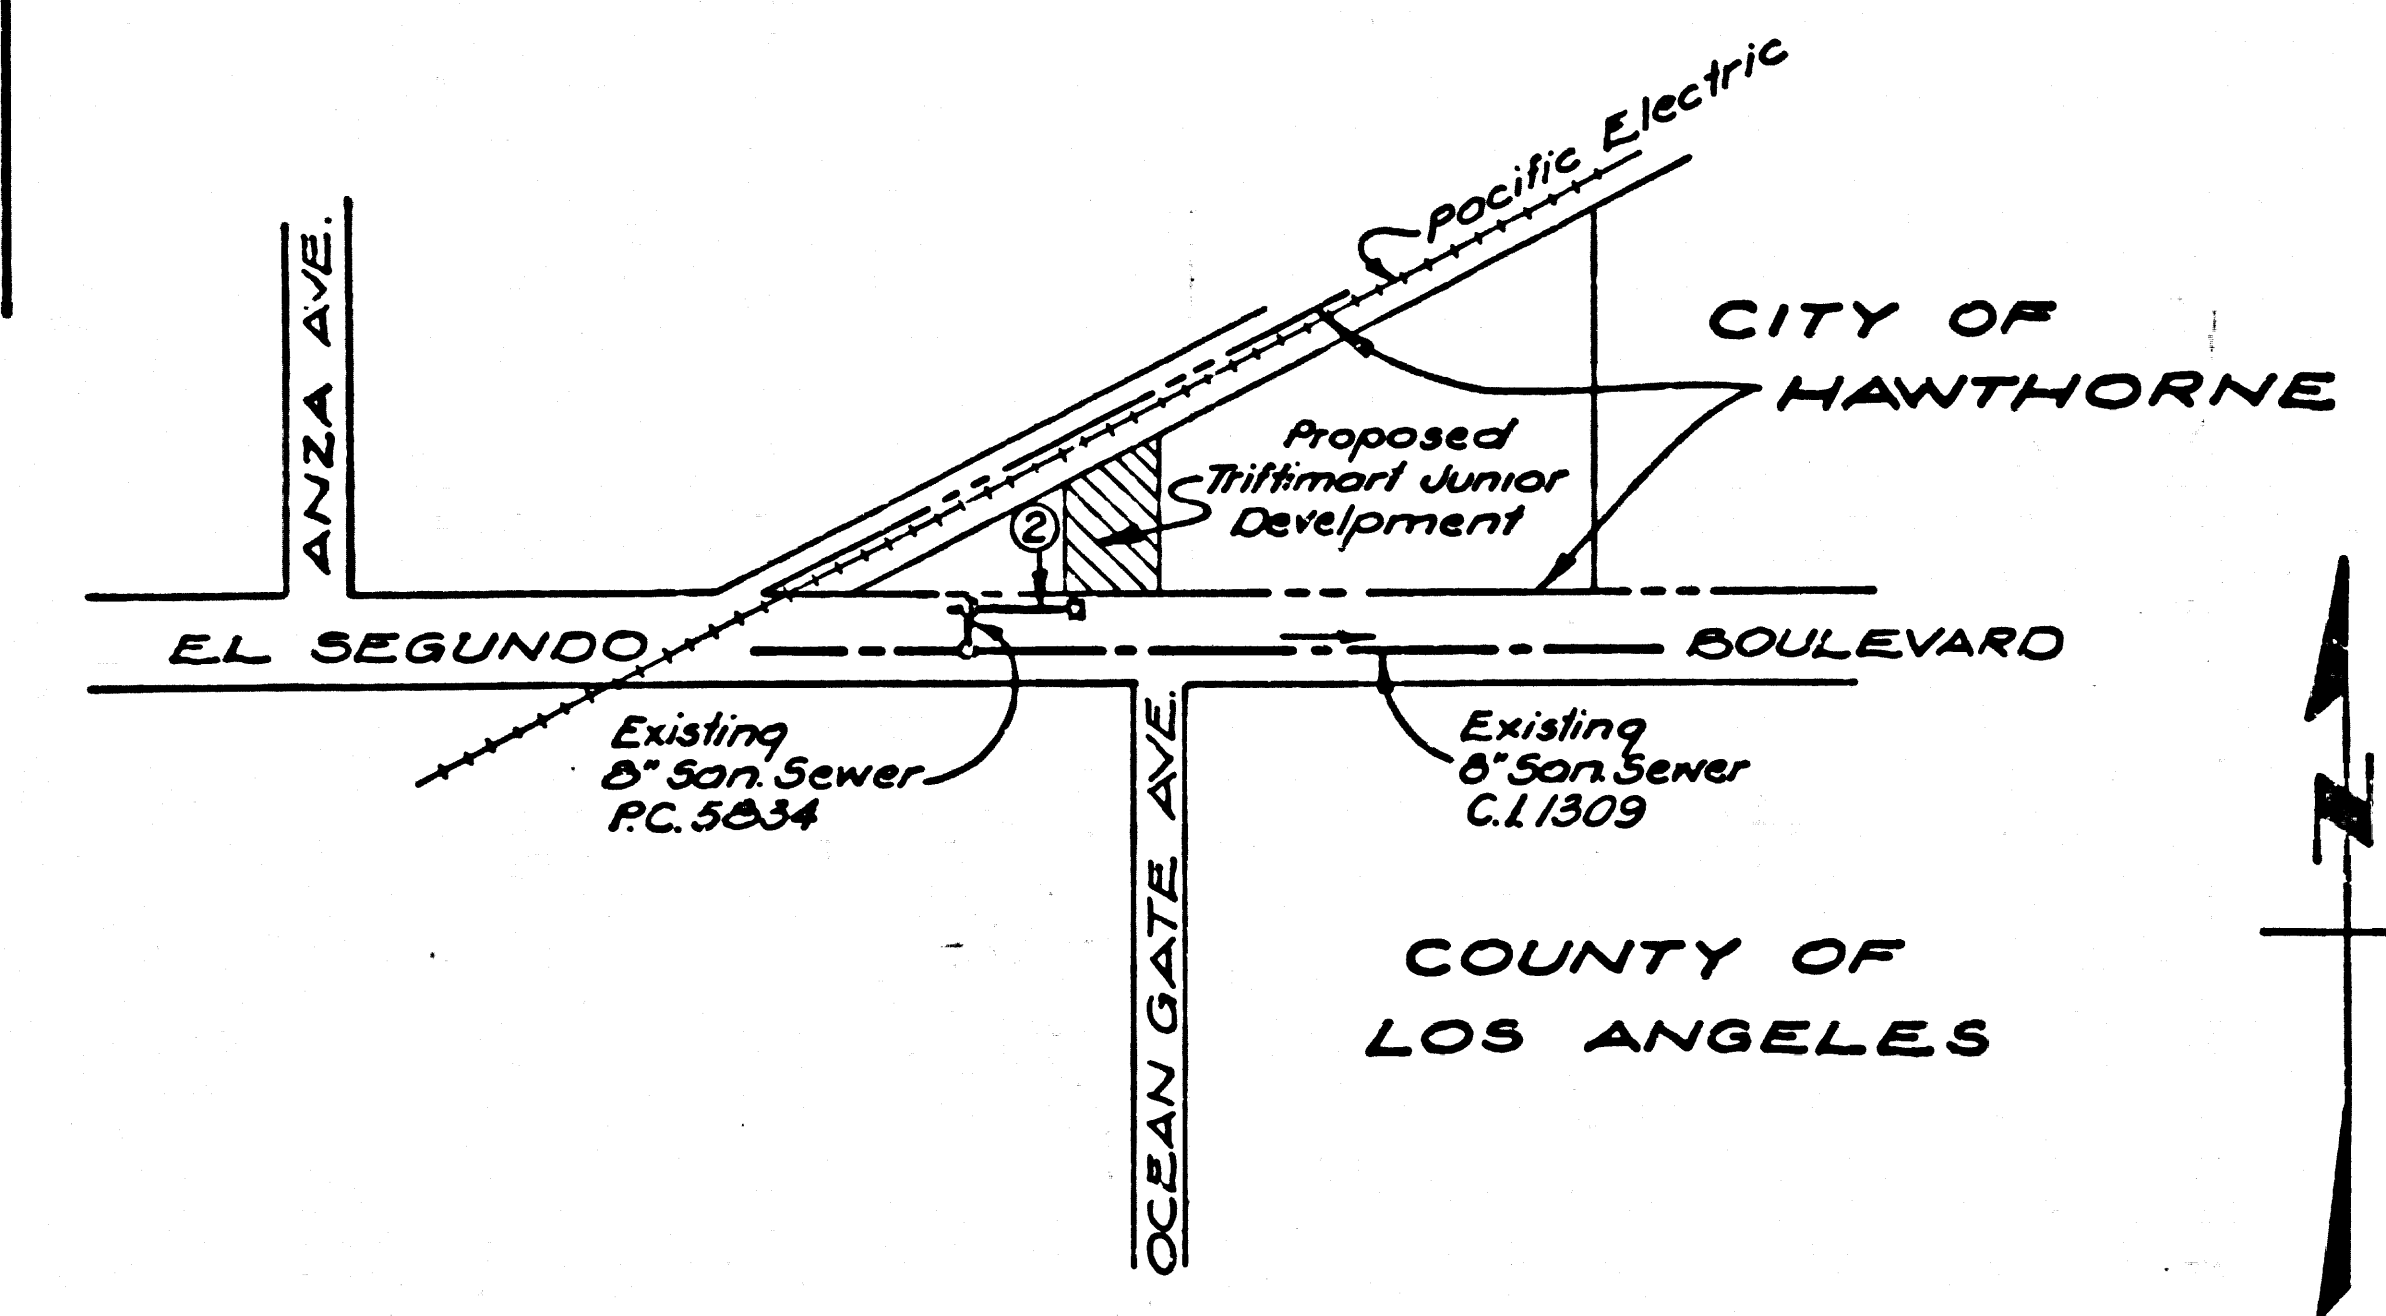 Pacific Electric
ANZA AVE.
CITY OF
HAWTHORNE
Proposed
Triftimart Junior
Develpment
2
EL SEGUNDO
BOULEVARD
Existing
8" San. Sewer
P.C. 5834
Existing
8" San. Sewer
C.I. 1309
OCEAN GATE AVE.
N
COUNTY OF
LOS ANGELES